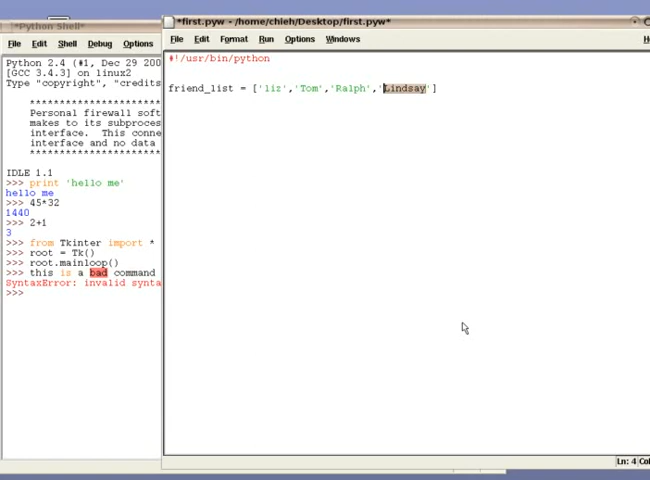 *Python Shell*
File Edit Shell Debug Options
Python 2.4 (#1, Dec 29 200
[GCC 3.4.3] on linux2
Type "copyright", "credits
*********************
Personal firewall soft
makes to its subproces
interface. This conne
interface and no data
*********************
IDLE 1.1
>>> print 'hello me'
hello me
>>> 45*32
1440
>>> 2+1
3
>>> from Tkinter import *
>>> root = Tk()
>>> root.mainloop()
>>> this is a bad command
SyntaxError: invalid synta
>>>
*first.pyw - /home/chieh/Desktop/first.pyw*
File Edit Format Run Options Windows He
#!/usr/bin/python
friend_list = ['liz','Tom','Ralph','Lindsay']
Ln: 4 Col